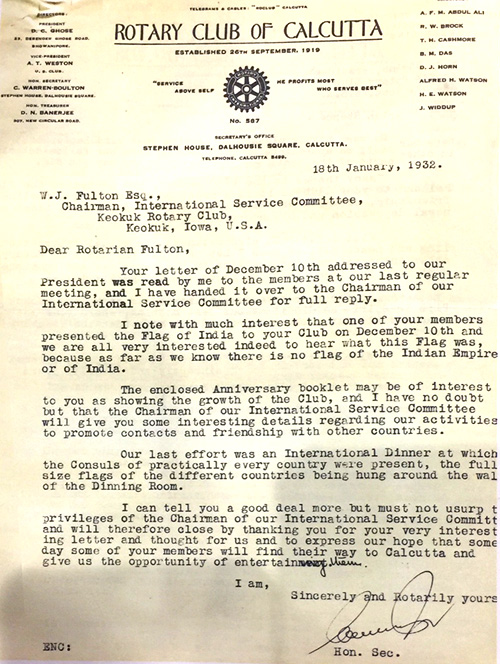 TELEGRAMS & CABLES: "ROCLUB" CALCUTTA.
ROTARY CLUB OF CALCUTTA
ESTABLISHED 26TH SEPTEMBER, 1919
DIRECTORS:
PRESIDENT
D. C. GHOSE
BHOWANIPORE.
VICE-PRESIDENT
A. T. WESTON
U. S. CLUB.
HON. SECRETARY
C. WARREN-BOULTON
STEPHEN HOUSE, DALHOUSIE SQUARE.
HON. TREASURER
D. N. BANERJEE
NEW CIRCULAR ROAD.
A. F. M. ABDUL ALI
R. W. BROCK
T. H. CASHMORE
B. M. DAS
D. J. HORN
ALFRED H. WATSON
H. E. WATSON
J. WIDDUP
"SERVICE ABOVE SELF
HE PROFITS MOST WHO SERVES BEST"
No. 587
SECRETARY'S OFFICE
STEPHEN HOUSE, DALHOUSIE SQUARE, CALCUTTA.
TELEPHONE, CALCUTTA 5499.
18th January, 1932.
W.J. Fulton Esq.,
Chairman, International Service Committee,
Keokuk Rotary Club,
Keokuk, Iowa, U.S.A.
Dear Rotarian Fulton,
Your letter of December 10th addressed to our
President was read by me to the members at our last regular
meeting, and I have handed it over to the Chairman of our
International Service Committee for full reply.
I note with much interest that one of your members
presented the Flag of India to your Club on December 10th and
we are all very interested indeed to hear what this Flag was,
because as far as we know there is no flag of the Indian Empire
or of India.
The enclosed Anniversary booklet may be of interest
to you as showing the growth of the Club, and I have no doubt
but that the Chairman of our International Service Committee
will give you some interesting details regarding our activities
to promote contacts and friendship with other countries.
Our last effort was an International Dinner at which
the Consuls of practically every country were present, the full
size flags of the different countries being hung around the wal
of the Dinning Room.
I can tell you a good deal more but must not usurp t
privileges of the Chairman of our International Service Committ
and will therefore close by thanking you for your very interest
ing letter and thought for us and to express our hope that some
day some of your members will find their way to Calcutta and
give us the opportunity of entertaining them.
I am,
Sincerely and Rotarily yours
Hon. Sec.
ENC: